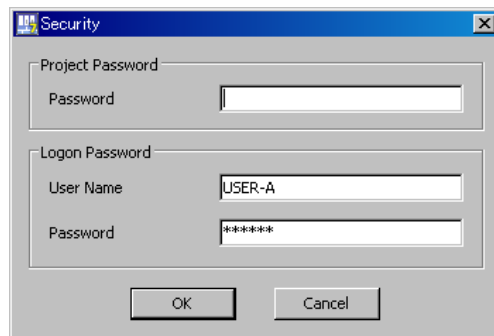 Security
Project Password
Password
Logon Password
User Name USER-A
Password ******
OK Cancel